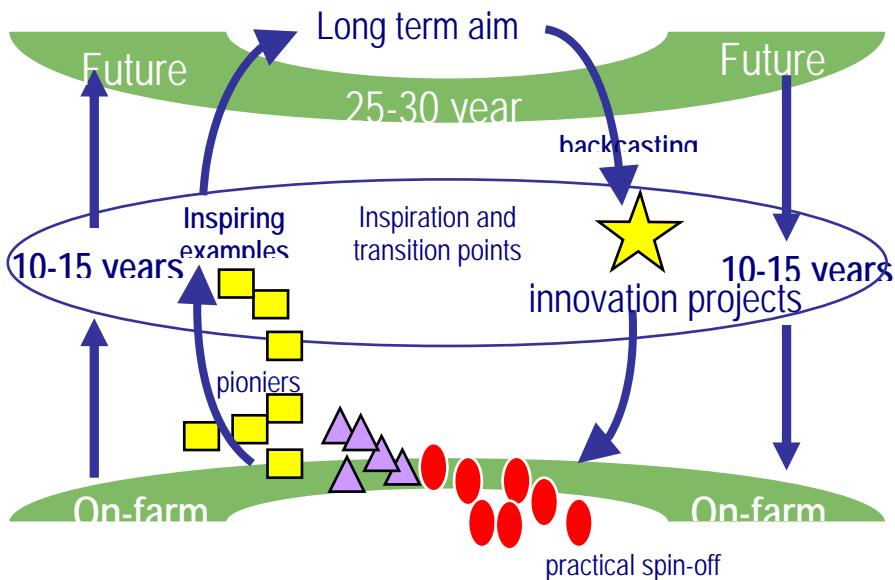 Long term aim
Future
Future
25-30 year
backcasting
Inspiring
examples
Inspiration and
transition points
10-15 years
10-15 years
innovation projects
pioniers
On-farm
On-farm
practical spin-off